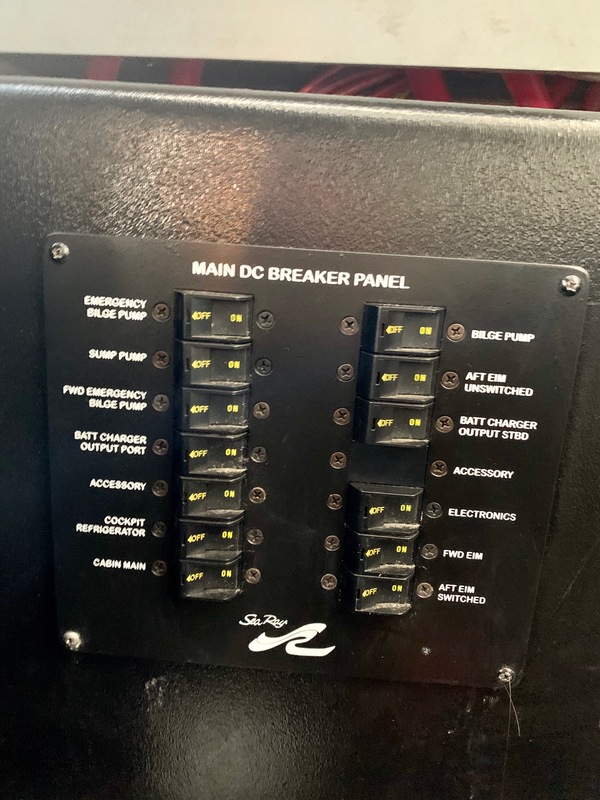 MAIN DC BREAKER PANEL
EMERGENCY
BILGE PUMP
OFF ON
SUMP PUMP
OFF ON
FWD EMERGENCY
BILGE PUMP
OFF ON
BATT CHARGER
OUTPUT PORT
OFF ON
ACCESSORY
OFF ON
COCKPIT
REFRIGERATOR
OFF ON
CABIN MAIN
OFF ON
OFF ON
BILGE PUMP
OFF ON
AFT EIM
UNSWITCHED
OFF ON
BATT CHARGER
OUTPUT STBD
ACCESSORY
OFF ON
ELECTRONICS
OFF ON
FWD EIM
OFF ON
AFT EIM
SWITCHED
Sea Ray